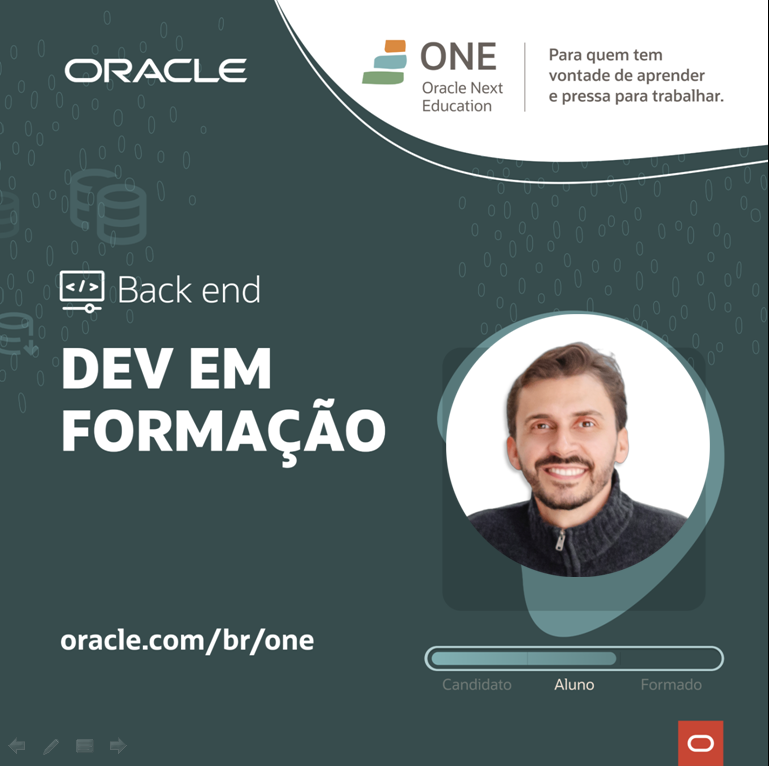 ORACLE
ONE
Oracle Next
Education
Para quem tem
vontade de aprender
e pressa para trabalhar.
</> Back end
DEV EM
FORMAÇÃO
oracle.com/br/one
Candidato Aluno Formado